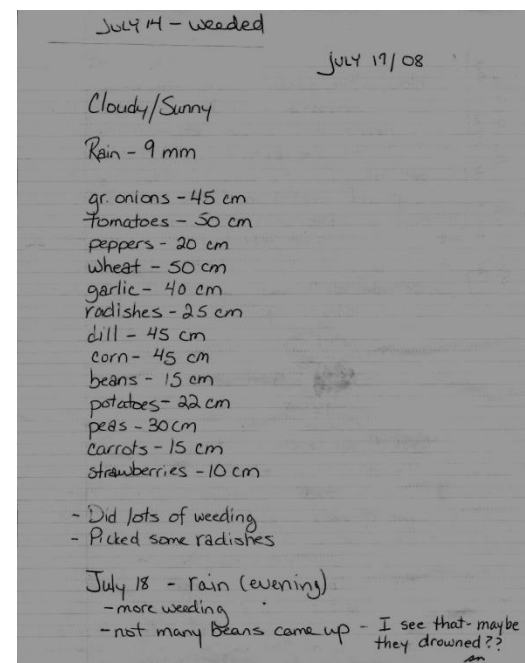 July 14 - weeded
July 17/08
Cloudy/Sunny
Rain - 9 mm
gr. onions - 45 cm
tomatoes - 50 cm
peppers - 20 cm
wheat - 50 cm
garlic - 40 cm
radishes - 25 cm
dill - 45 cm
corn - 45 cm
beans - 15 cm
potatoes - 22 cm
peas - 30 cm
carrots - 15 cm
strawberries - 10 cm
- Did lots of weeding
- Picked some radishes
July 18 - rain (evening)
- more weeding
- not many beans came up - I see that - maybe
they drowned??